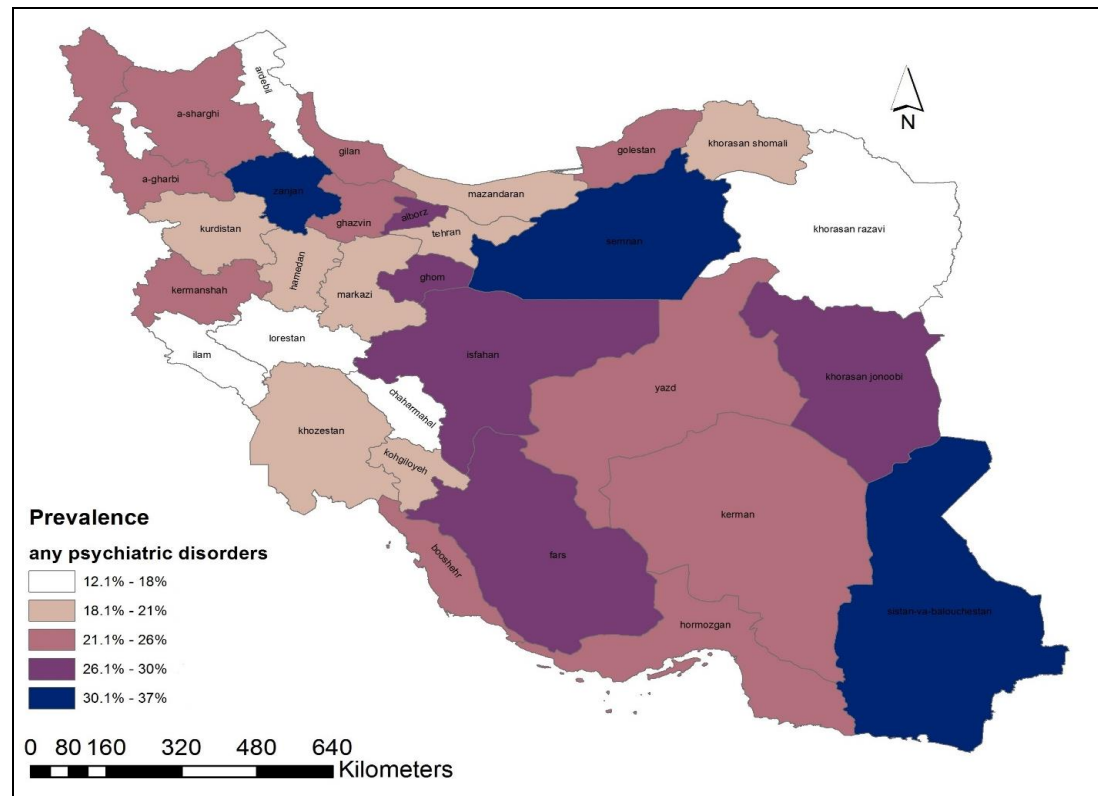 ardebil
a-sharghi
N
gilan
golestan
khorasan shomali
a-gharbi
zanjan
mazandaran
ghazvin
alborz
kurdistan
tehran
semnan
khorasan razavi
hamedan
ghom
kermanshah
markazi
lorestan
ilam
isfahan
khorasan jonoobi
yazd
chaharmahal
khozestan
kohgiloyeh
kerman
fars
booshehr
sistan-va-balouchestan
hormozgan
Prevalence
any psychiatric disorders
12.1% - 18%
18.1% - 21%
21.1% - 26%
26.1% - 30%
30.1% - 37%
0 80 160 320 480 640
Kilometers